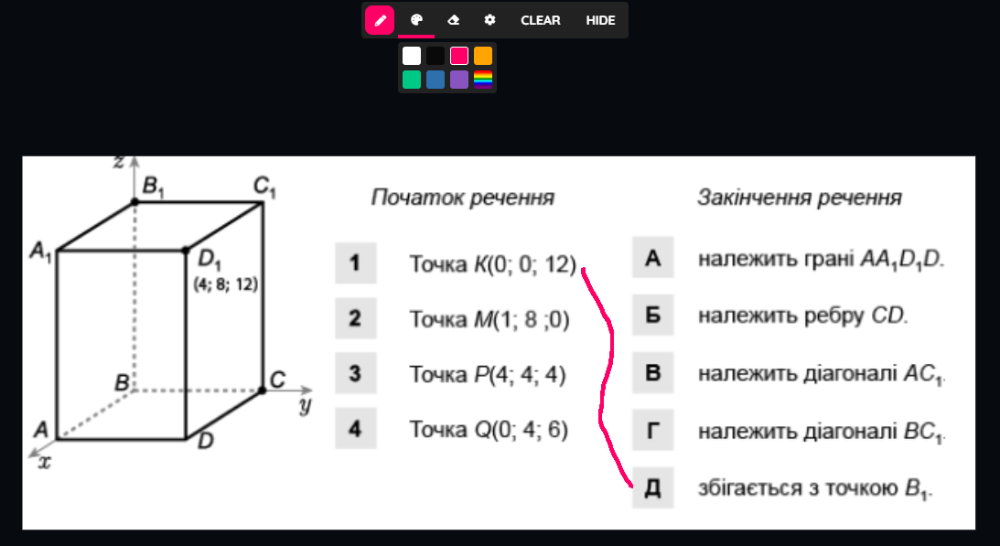 CLEAR HIDE
z
B₁ C₁
A₁ D₁
(4; 8; 12)
B C
y
A D
x
Початок речення
1 Точка K(0; 0; 12)
2 Точка M(1; 8 ;0)
3 Точка P(4; 4; 4)
4 Точка Q(0; 4; 6)
Закінчення речення
А належить грані AA₁D₁D.
Б належить ребру CD.
В належить діагоналі AC₁.
Г належить діагоналі BC₁.
Д збігається з точкою B₁.